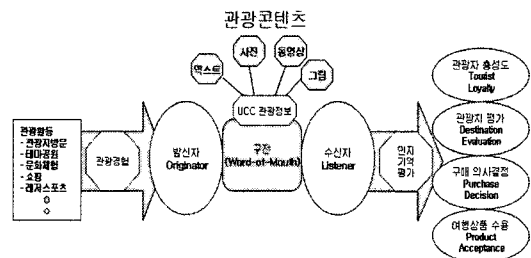 관광콘텐츠
사진
동영상
텍스트
그림
UCC 관광정보
관광활동
- 관광지방문
- 테마공원
- 문화체험
- 쇼핑
- 레저스포츠
관광경험
발신자
Originator
구전
(Word-of-Mouth)
수신자
Listener
인지
기억
평가
관광자 충성도
Tourist
Loyalty
관광지 평가
Destination
Evaluation
구매 의사결정
Purchase
Decision
여행상품 수용
Product
Acceptance